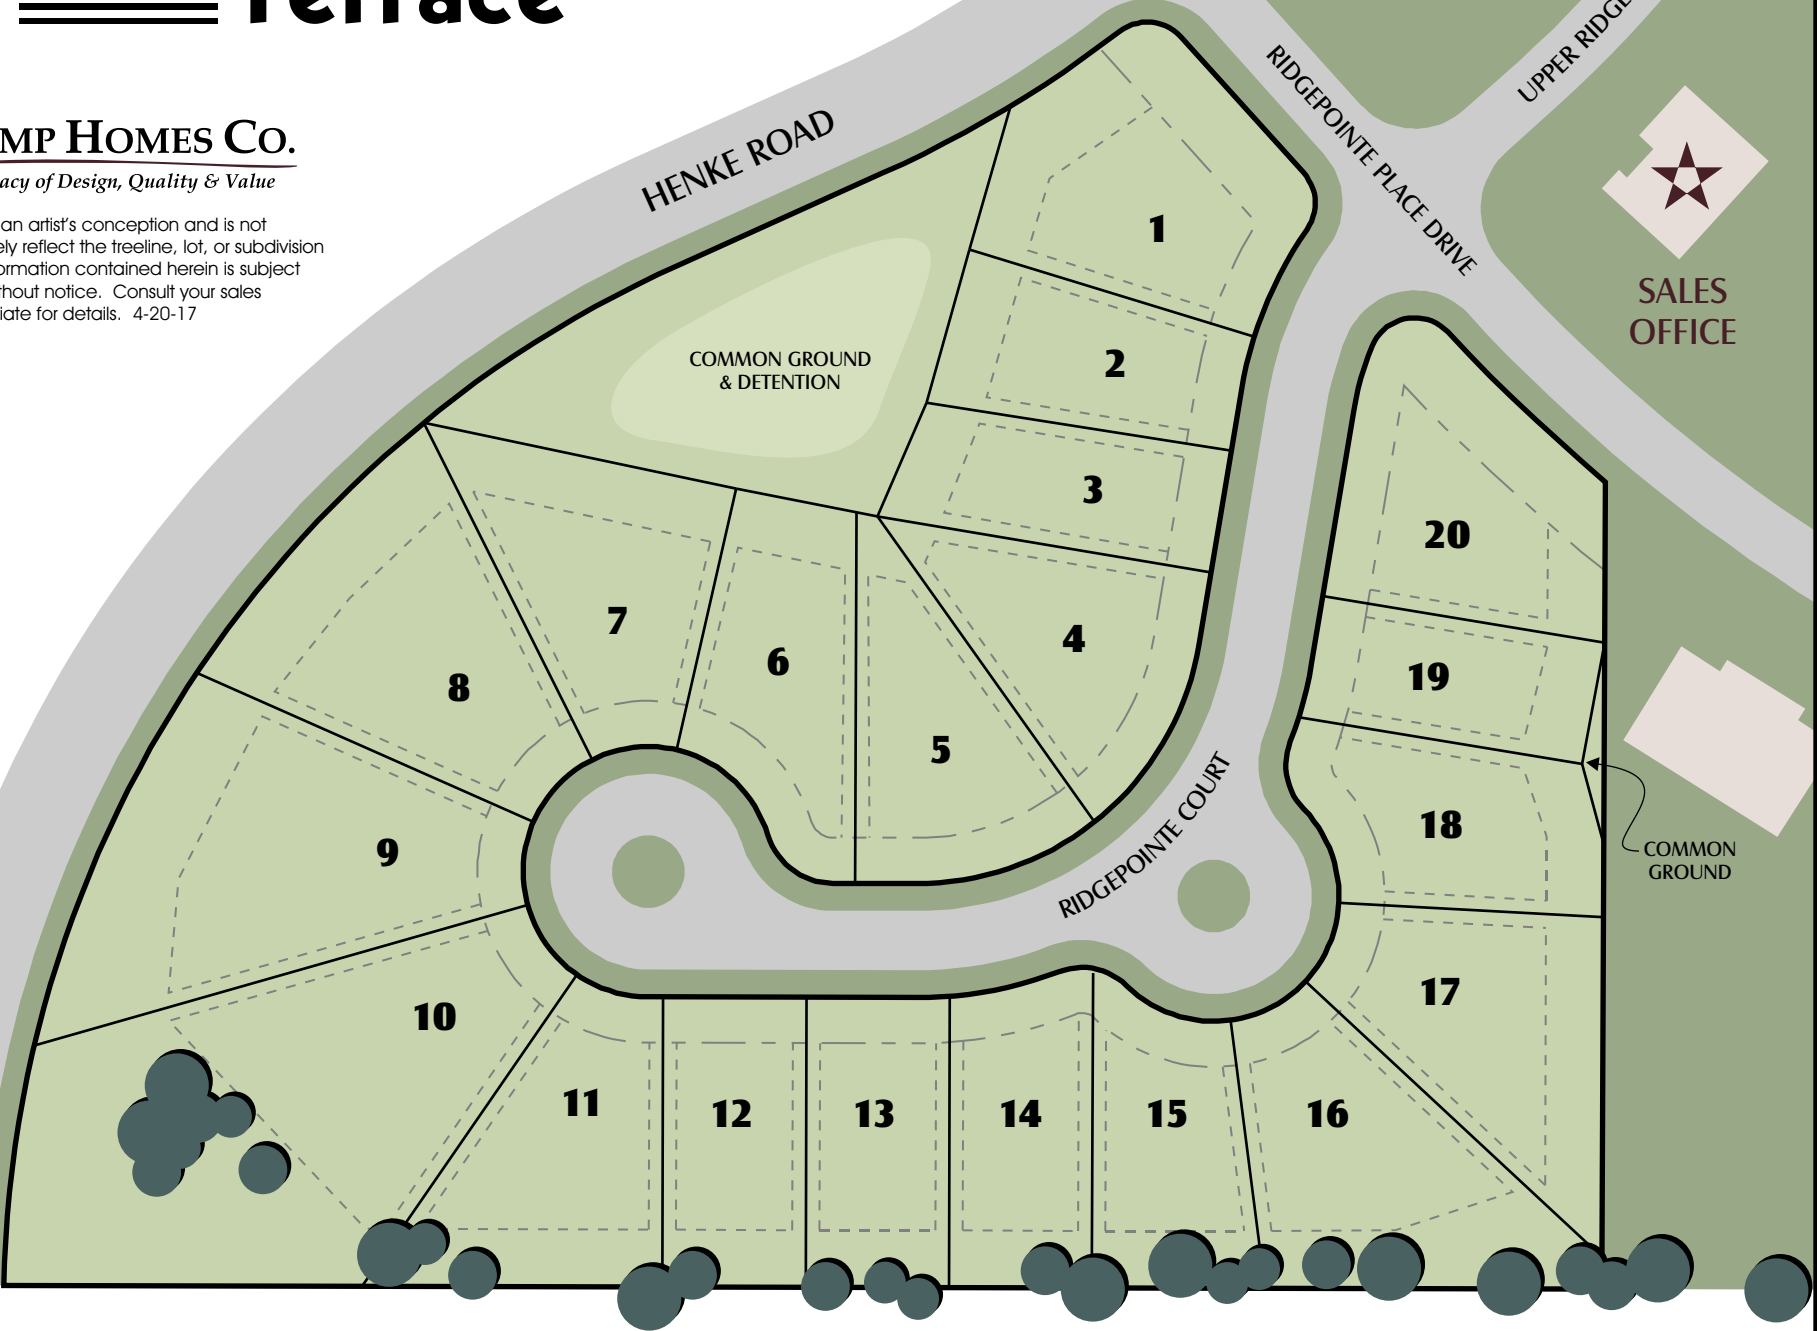 Terrace
MP HOMES CO.
acy of Design, Quality & Value
an artist's conception and is not
ely reflect the treeline, lot, or subdivision
ormation contained herein is subject
thout notice. Consult your sales
iate for details. 4-20-17
HENKE ROAD
RIDGEPOINTE PLACE DRIVE
UPPER RIDGE
SALES
OFFICE
COMMON GROUND
& DETENTION
1
2
3
4
5
6
7
8
9
10
11
12
13
14
15
16
17
18
19
20
RIDGEPOINTE COURT
COMMON
GROUND